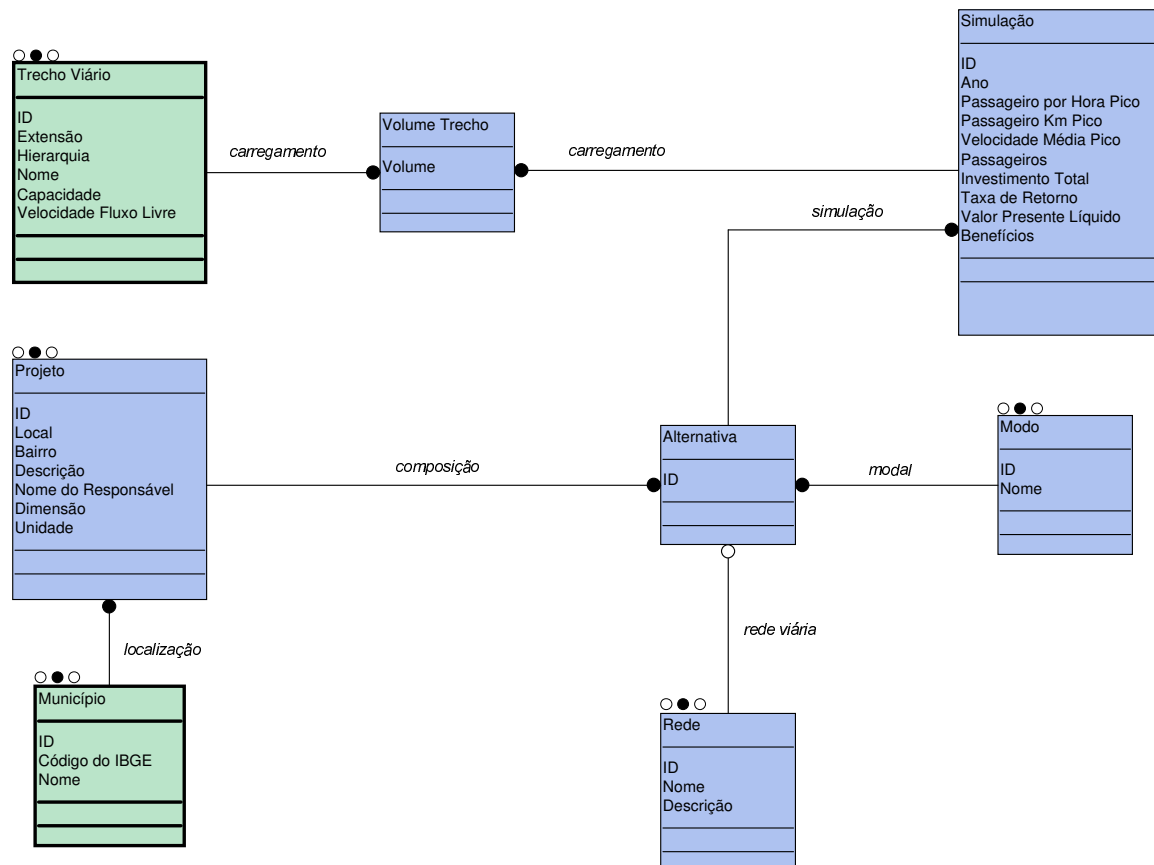 Simulação
ID
Ano
Passageiro por Hora Pico
Passageiro Km Pico
Velocidade Média Pico
Passageiros
Investimento Total
Taxa de Retorno
Valor Presente Líquido
Benefícios
Trecho Viário
ID
Extensão
Hierarquia
Nome
Capacidade
Velocidade Fluxo Livre
carregamento
Volume Trecho
Volume
carregamento
simulação
Projeto
ID
Local
Bairro
Descrição
Nome do Responsável
Dimensão
Unidade
composição
Alternativa
ID
modal
Modo
ID
Nome
localização
rede viária
Município
ID
Código do IBGE
Nome
Rede
ID
Nome
Descrição